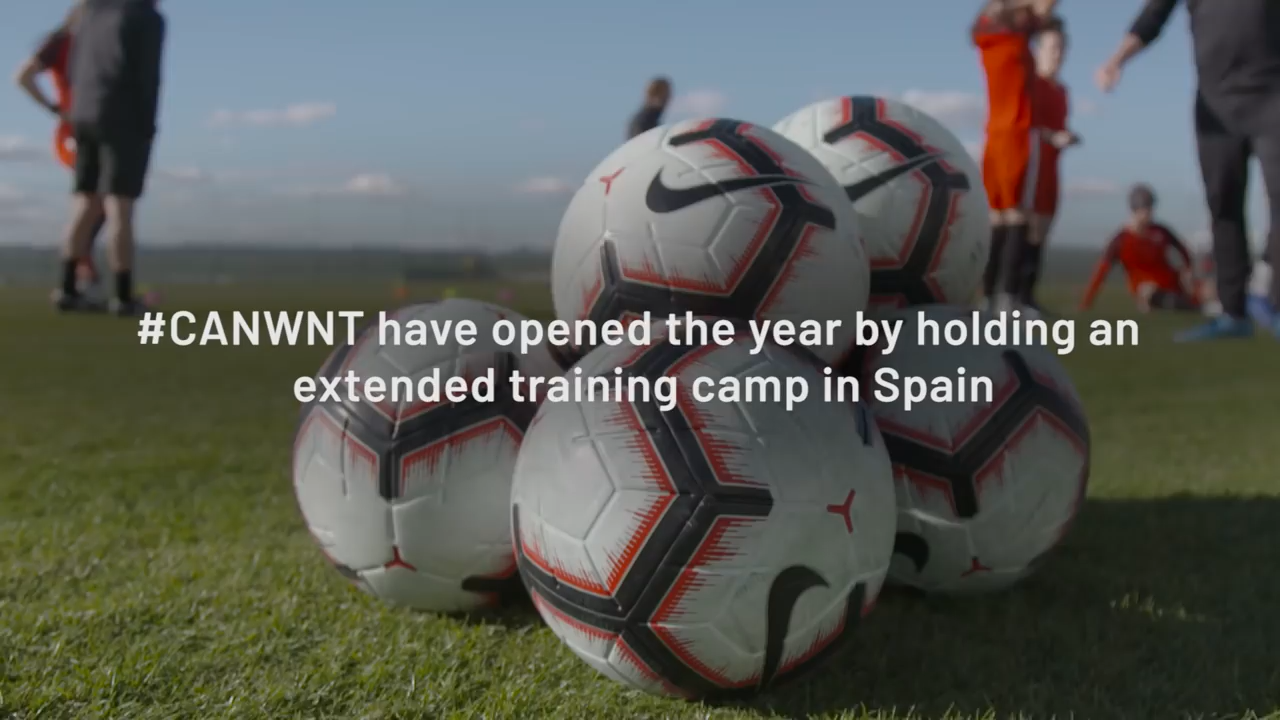 #CANWNT have opened the year by holding an
extended training camp in Spain